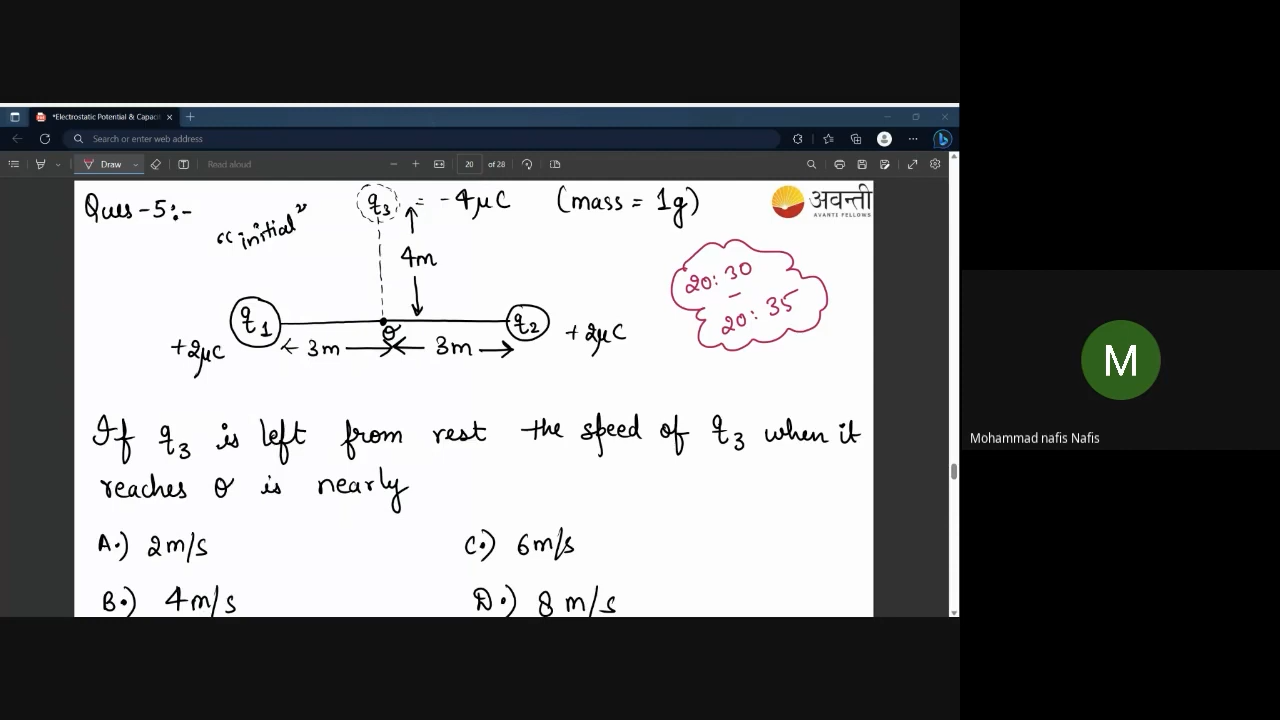 *Electrostatic Potential & Capaci
Search or enter web address
Draw
Read aloud
20 of 28
Ques-5:-
"initial"
q₃ = -4μC (mass = 1g)
अवन्ती
AVANTI FELLOWS
4m
20:30
-
20:35
q₁
q₂
O
+2μC
3m
3m
+2μC
If q₃ is left from rest the speed of q₃ when it
reaches O is nearly
A.) 2m/s
C.) 6m/s
B.) 4m/s
D.) 8 m/s
M
Mohammad nafis Nafis